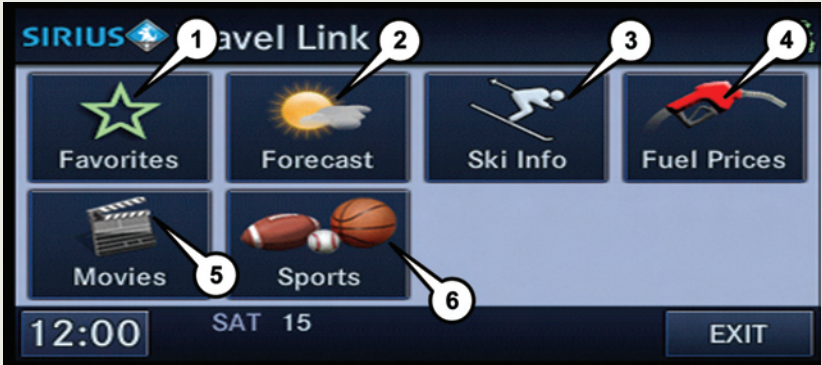 SIRIUS avel Link
1
2
3
4
Favorites
Forecast
Ski Info
Fuel Prices
Movies
Sports
5
6
12:00
SAT 15
EXIT